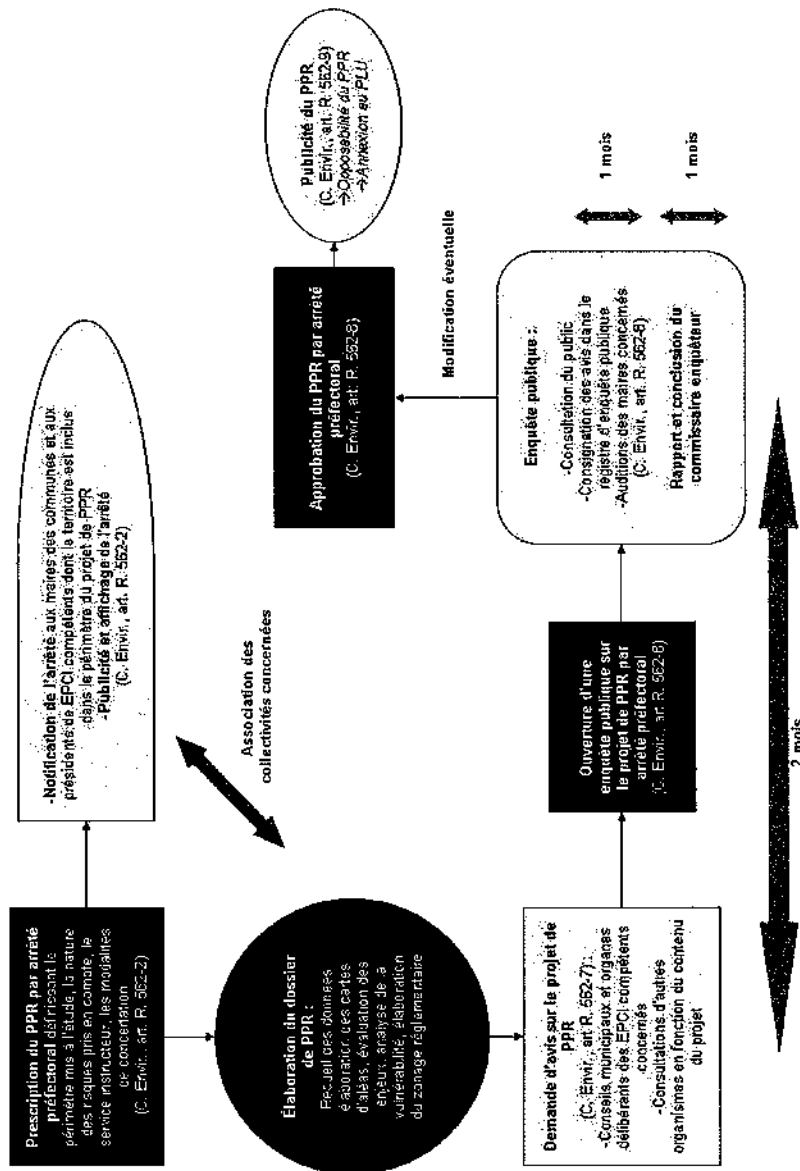 Prescription du PPR par arrêté
préfectoral définissant le
périmètre mis à l'étude, la nature
des risques pris en compte, le
service instructeur, les modalités
de concertation
(C. Envir., art. R. 562-2)
-Notification de l'arrêté aux maires des communes et aux
présidents de EPCI compétents dont le territoire est inclus
dans le périmètre du projet de PPR
-Publicité et affichage de l'arrêté
(C. Envir., art. R. 562-2)
Association des
collectivités concernées
Élaboration du dossier
de PPR :
Recueil des données
élaboration des cartes
d'aléas, évaluation des
enjeux, analyse de la
vulnérabilité, élaboration
du zonage réglementaire
Demande d'avis sur le projet de
PPR
(C. Envir., art. R. 562-7) :
-Conseils municipaux et organes
délibérants des EPCI compétents
concernés
-Consultations d'autres
organismes en fonction du contenu
du projet
Ouverture d'une
enquête publique sur
le projet de PPR par
arrêté préfectoral
(C. Envir., art. R. 562-8)
Enquête publique :
-Consultation du public
-Consignation des avis dans le
registre d'enquête publique
-Auditions des maires concernés
(C. Envir., art. R. 562-8)
Rapport et conclusion du
commissaire enquêteur
1 mois
1 mois
2 mois
Modification éventuelle
Approbation du PPR par arrêté
préfectoral
(C. Envir., art. R. 562-8)
Publicité du PPR
(C. Envir., art. R. 562-9)
→Opposabilité du PPR
→Annexion au PLU